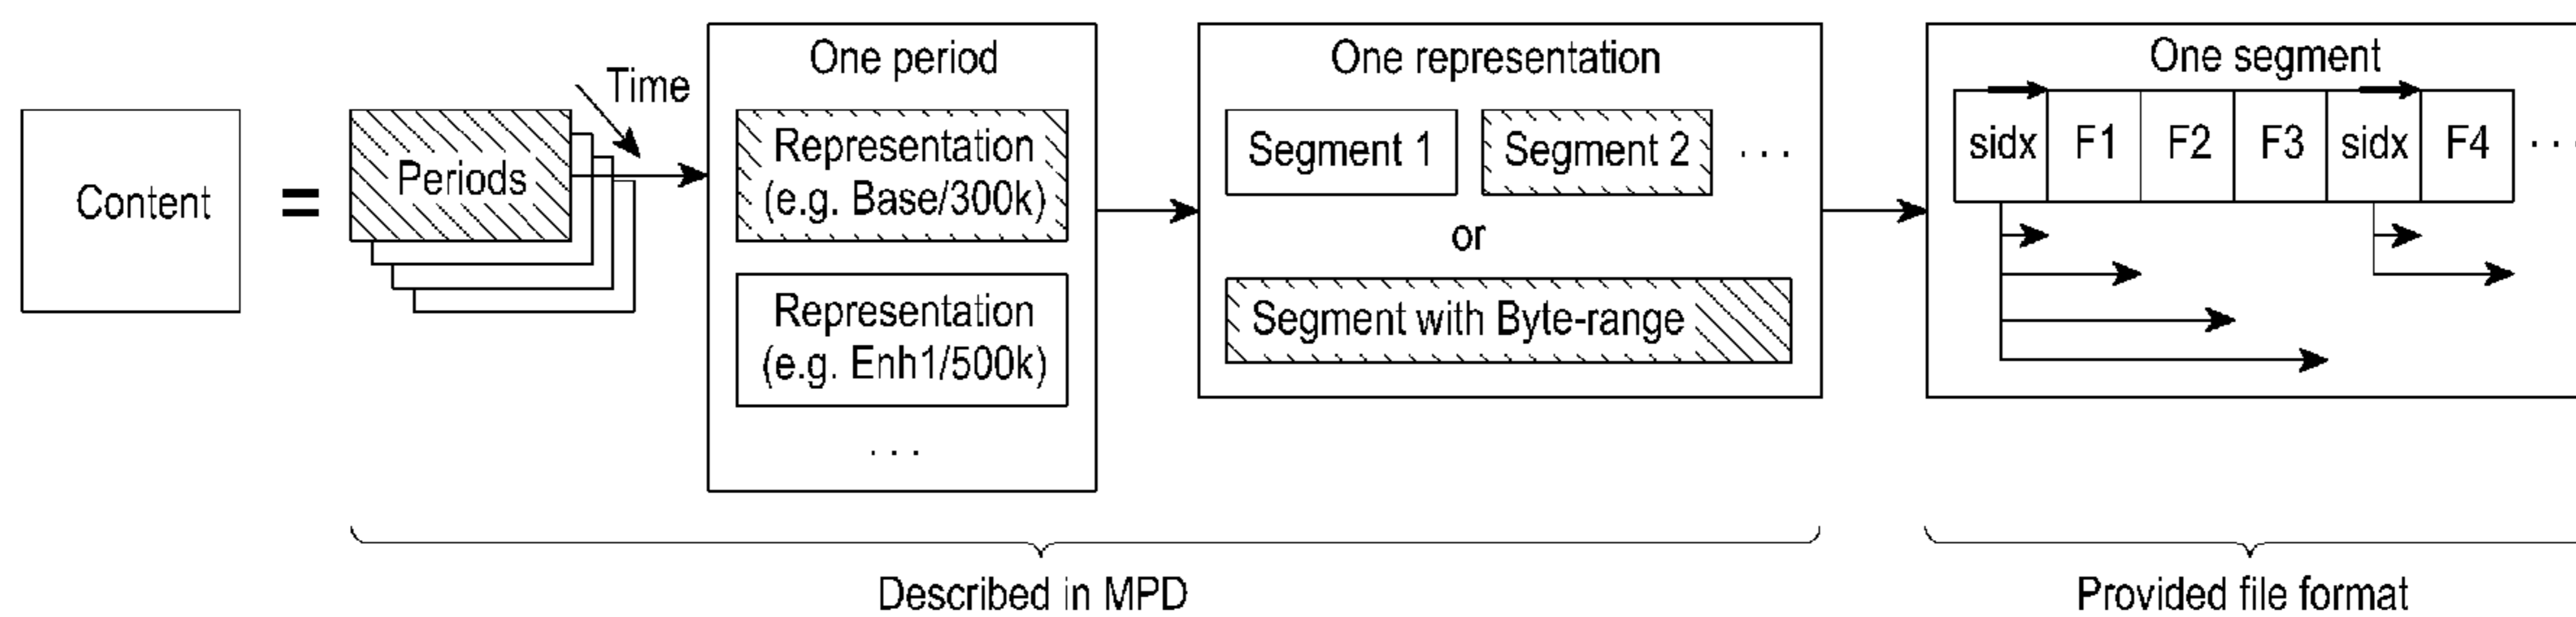 Content
=
Periods
Time
One period
Representation
(e.g. Base/300k)
Representation
(e.g. Enh1/500k)
. . .
One representation
Segment 1
Segment 2
. . .
or
Segment with Byte-range
One segment
sidx F1 F2 F3 sidx F4 . . .
Described in MPD
Provided file format